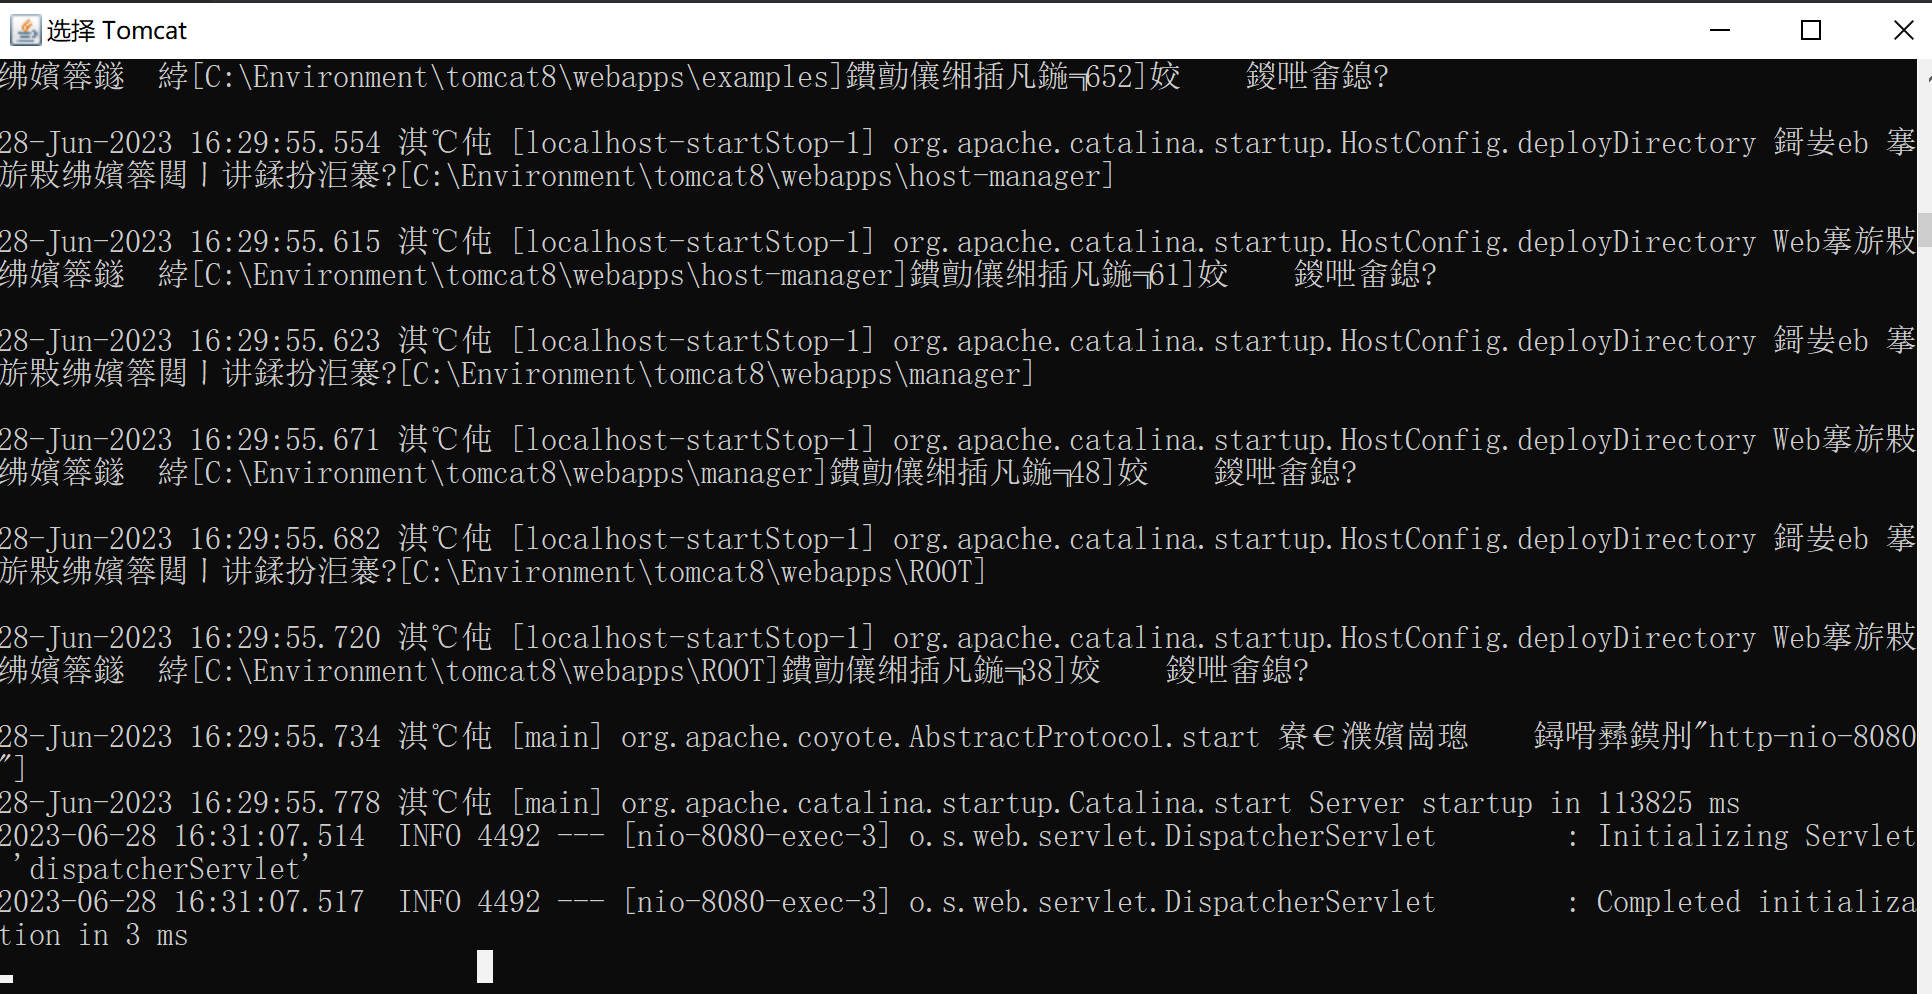 选择 Tomcat
绋嬪簭鐩  綍[C:\Environment\tomcat8\webapps\examples]鐨勯儴缃插凡鍦╗652]姣    鍐呭畬鎴?
28-Jun-2023 16:29:55.554 淇℃伅 [localhost-startStop-1] org.apache.catalina.startup.HostConfig.deployDirectory 鎶妛eb 搴
旂敤绋嬪簭閮ㄧ讲鍒扮洰褰?[C:\Environment\tomcat8\webapps\host-manager]
28-Jun-2023 16:29:55.615 淇℃伅 [localhost-startStop-1] org.apache.catalina.startup.HostConfig.deployDirectory Web搴旂敤
绋嬪簭鐩  綍[C:\Environment\tomcat8\webapps\host-manager]鐨勯儴缃插凡鍦╗61]姣    鍐呭畬鎴?
28-Jun-2023 16:29:55.623 淇℃伅 [localhost-startStop-1] org.apache.catalina.startup.HostConfig.deployDirectory 鎶妛eb 搴
旂敤绋嬪簭閮ㄧ讲鍒扮洰褰?[C:\Environment\tomcat8\webapps\manager]
28-Jun-2023 16:29:55.671 淇℃伅 [localhost-startStop-1] org.apache.catalina.startup.HostConfig.deployDirectory Web搴旂敤
绋嬪簭鐩  綍[C:\Environment\tomcat8\webapps\manager]鐨勯儴缃插凡鍦╗48]姣    鍐呭畬鎴?
28-Jun-2023 16:29:55.682 淇℃伅 [localhost-startStop-1] org.apache.catalina.startup.HostConfig.deployDirectory 鎶妛eb 搴
旂敤绋嬪簭閮ㄧ讲鍒扮洰褰?[C:\Environment\tomcat8\webapps\ROOT]
28-Jun-2023 16:29:55.720 淇℃伅 [localhost-startStop-1] org.apache.catalina.startup.HostConfig.deployDirectory Web搴旂敤
绋嬪簭鐩  綍[C:\Environment\tomcat8\webapps\ROOT]鐨勯儴缃插凡鍦╗38]姣    鍐呭畬鎴?
28-Jun-2023 16:29:55.734 淇℃伅 [main] org.apache.coyote.AbstractProtocol.start 寮€濮嬪崗璁    鍙ユ焺["http-nio-8080
"]
28-Jun-2023 16:29:55.778 淇℃伅 [main] org.apache.catalina.startup.Catalina.start Server startup in 113825 ms
2023-06-28 16:31:07.514  INFO 4492 --- [nio-8080-exec-3] o.s.web.servlet.DispatcherServlet        : Initializing Servlet
 'dispatcherServlet'
2023-06-28 16:31:07.517  INFO 4492 --- [nio-8080-exec-3] o.s.web.servlet.DispatcherServlet        : Completed initializa
tion in 3 ms